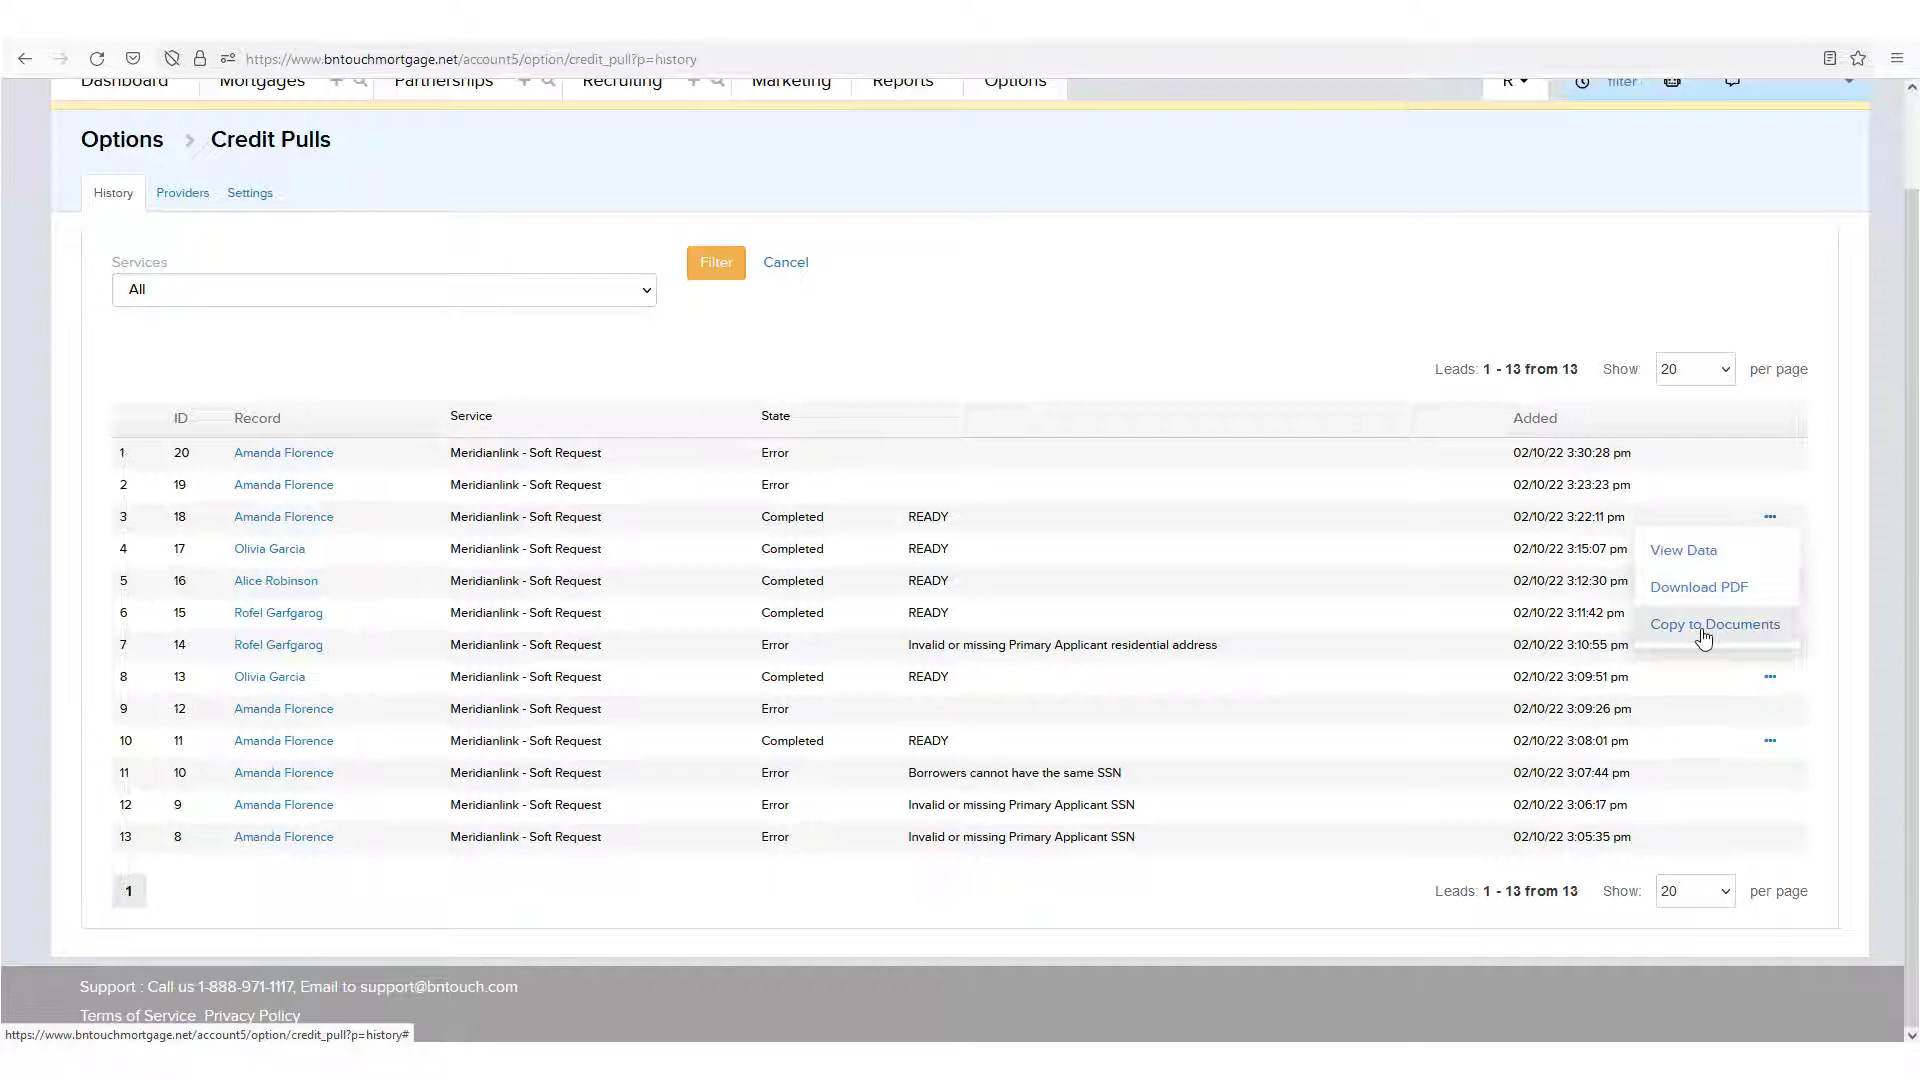 https://www.bntouchmortgage.net/account5/option/credit_pull?p=history
Dashboard Mortgages Partnerships Recruiting Marketing Reports Options R filter
Options > Credit Pulls
History Providers Settings
Services
All
Filter Cancel
Leads: 1 - 13 from 13 Show: 20 per page
ID Record Service State Added
1 20 Amanda Florence Meridianlink - Soft Request Error 02/10/22 3:30:28 pm
2 19 Amanda Florence Meridianlink - Soft Request Error 02/10/22 3:23:23 pm
3 18 Amanda Florence Meridianlink - Soft Request Completed READY 02/10/22 3:22:11 pm
4 17 Olivia Garcia Meridianlink - Soft Request Completed READY 02/10/22 3:15:07 pm
View Data
5 16 Alice Robinson Meridianlink - Soft Request Completed READY 02/10/22 3:12:30 pm
Download PDF
6 15 Rofel Garfgarog Meridianlink - Soft Request Completed READY 02/10/22 3:11:42 pm
Copy to Documents
7 14 Rofel Garfgarog Meridianlink - Soft Request Error Invalid or missing Primary Applicant residential address 02/10/22 3:10:55 pm
8 13 Olivia Garcia Meridianlink - Soft Request Completed READY 02/10/22 3:09:51 pm
9 12 Amanda Florence Meridianlink - Soft Request Error 02/10/22 3:09:26 pm
10 11 Amanda Florence Meridianlink - Soft Request Completed READY 02/10/22 3:08:01 pm
11 10 Amanda Florence Meridianlink - Soft Request Error Borrowers cannot have the same SSN 02/10/22 3:07:44 pm
12 9 Amanda Florence Meridianlink - Soft Request Error Invalid or missing Primary Applicant SSN 02/10/22 3:06:17 pm
13 8 Amanda Florence Meridianlink - Soft Request Error Invalid or missing Primary Applicant SSN 02/10/22 3:05:35 pm
1 Leads: 1 - 13 from 13 Show: 20 per page
Support : Call us 1-888-971-1117, Email to support@bntouch.com
Terms of Service Privacy Policy
https://www.bntouchmortgage.net/account5/option/credit_pull?p=history#